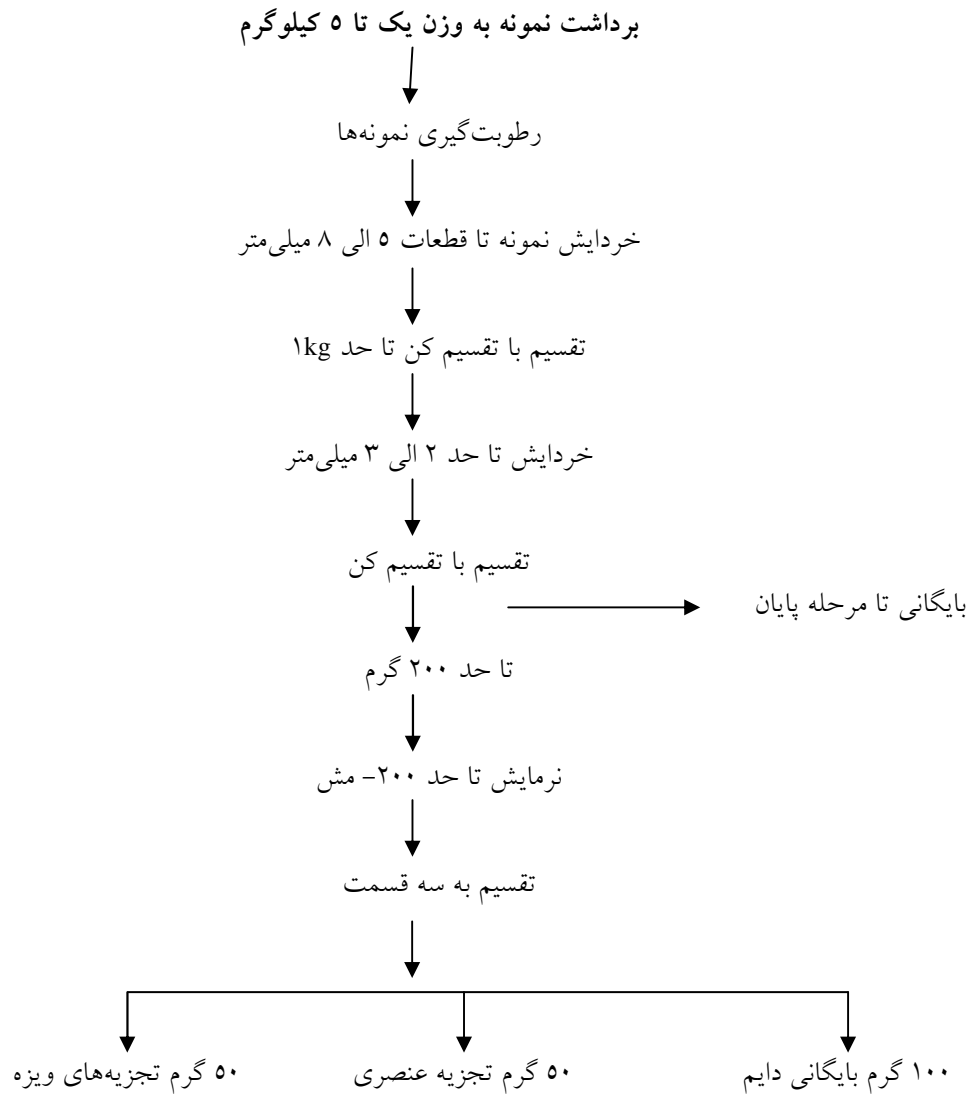 برداشت نمونه به وزن یک تا ۵ کیلوگرم
رطوبت‌گیری نمونه‌ها
خردایش نمونه تا قطعات ۵ الی ۸ میلی‌متر
تقسیم با تقسیم کن تا حد ۱kg
خردایش تا حد ۲ الی ۳ میلی‌متر
تقسیم با تقسیم کن
بایگانی تا مرحله پایان
تا حد ۲۰۰ گرم
نرمایش تا حد ۲۰۰- مش
تقسیم به سه قسمت
۱۰۰ گرم بایگانی دایم
۵۰ گرم تجزیه عنصری
۵۰ گرم تجزیه‌های ویزه